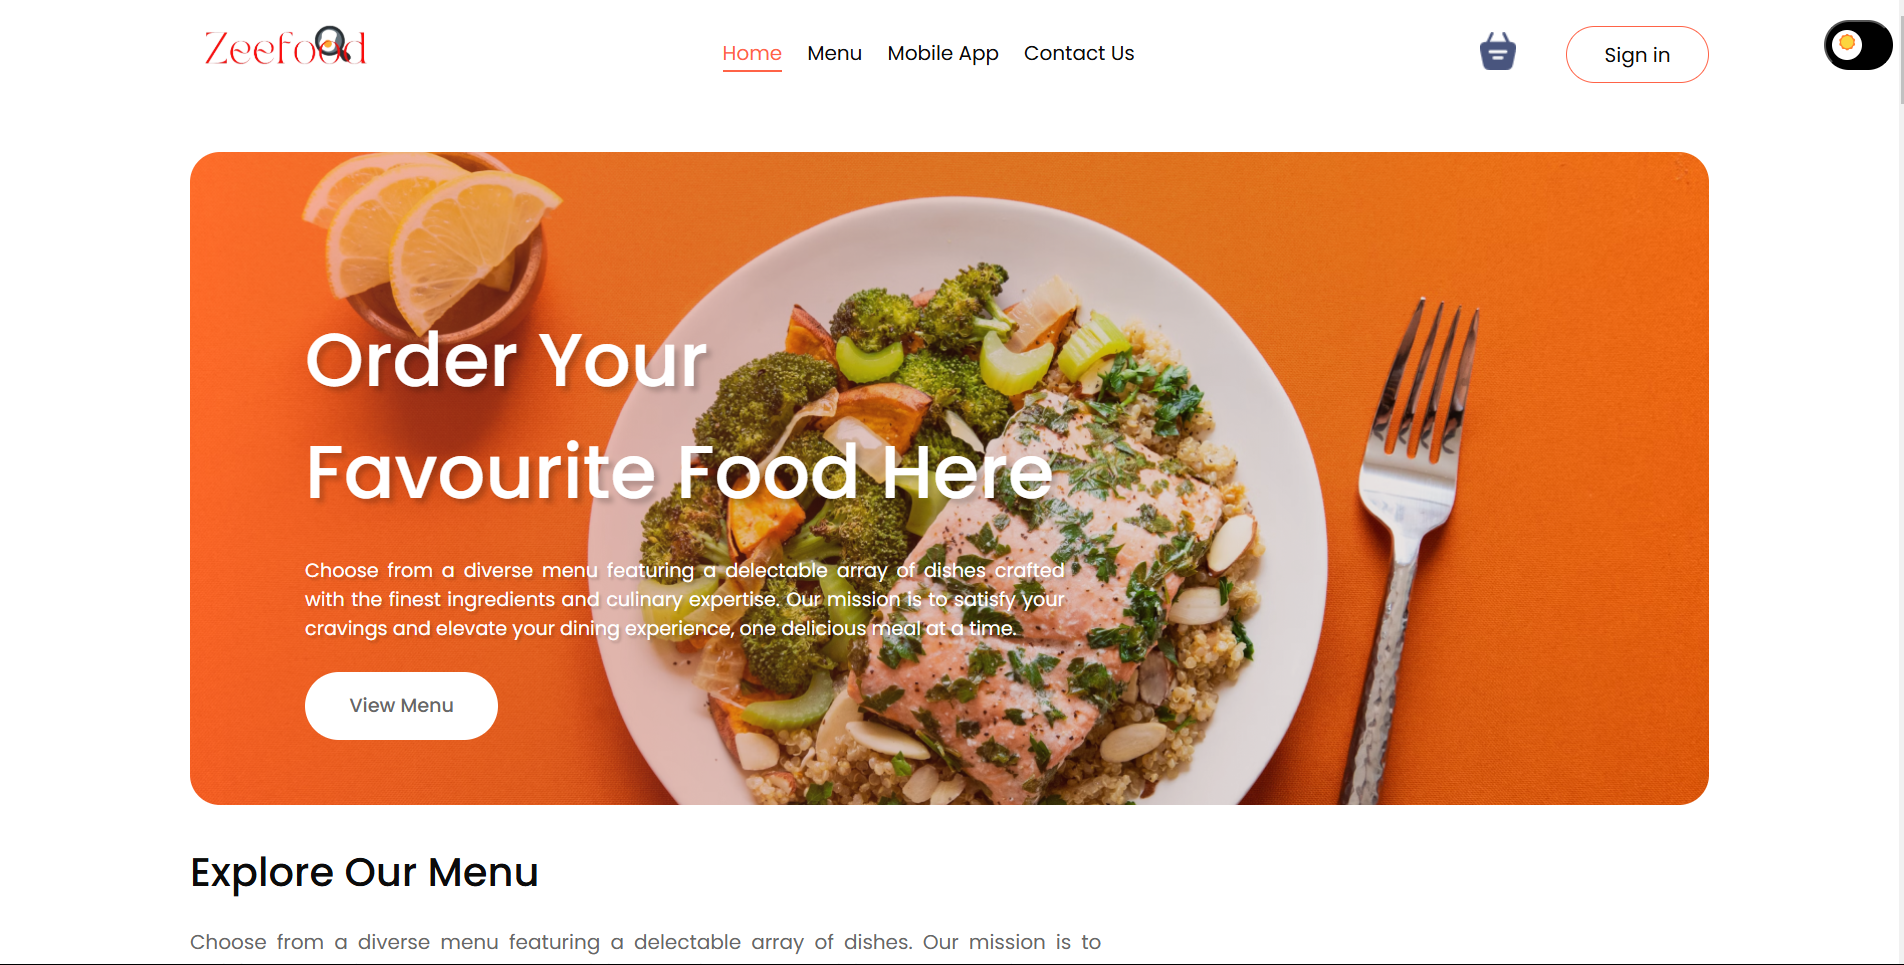 Zeefood
Home Menu Mobile App Contact Us
Sign in
Order Your
Favourite Food Here
Choose from a diverse menu featuring a delectable array of dishes crafted
with the finest ingredients and culinary expertise. Our mission is to satisfy your
cravings and elevate your dining experience, one delicious meal at a time.
View Menu
Explore Our Menu
Choose from a diverse menu featuring a delectable array of dishes. Our mission is to